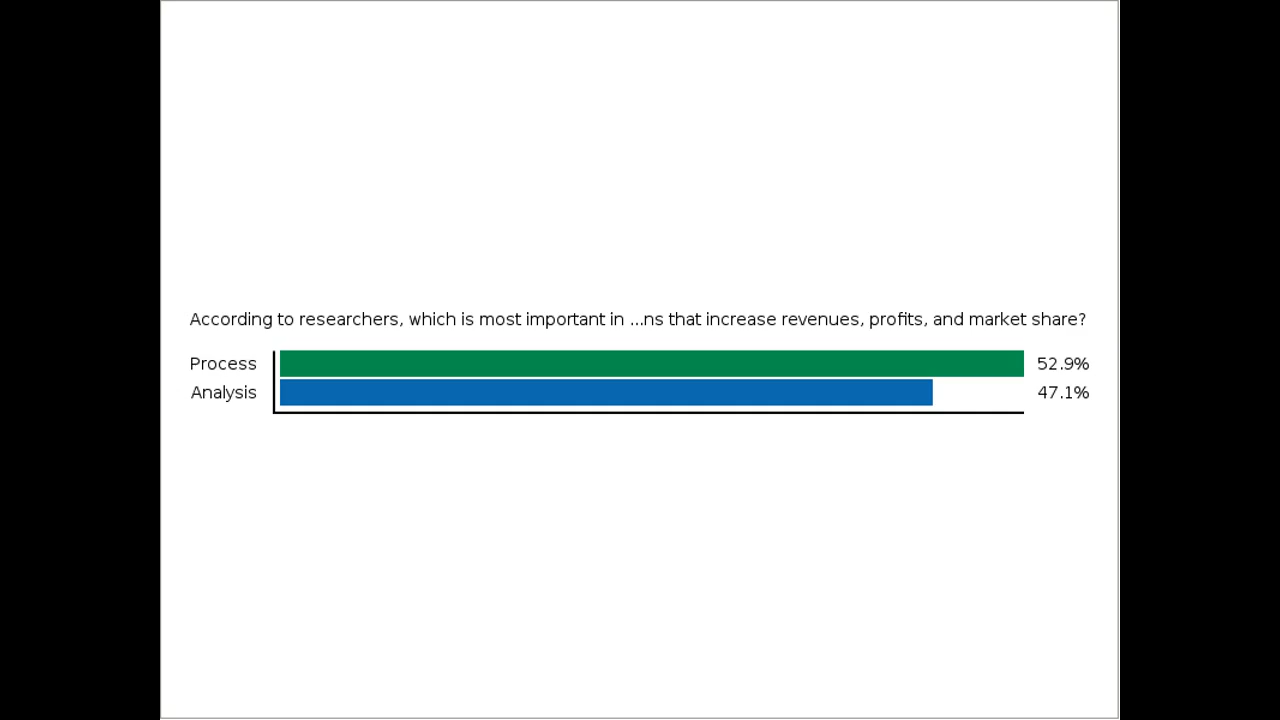 According to researchers, which is most important in ...ns that increase revenues, profits, and market share?
Process 52.9%
Analysis 47.1%